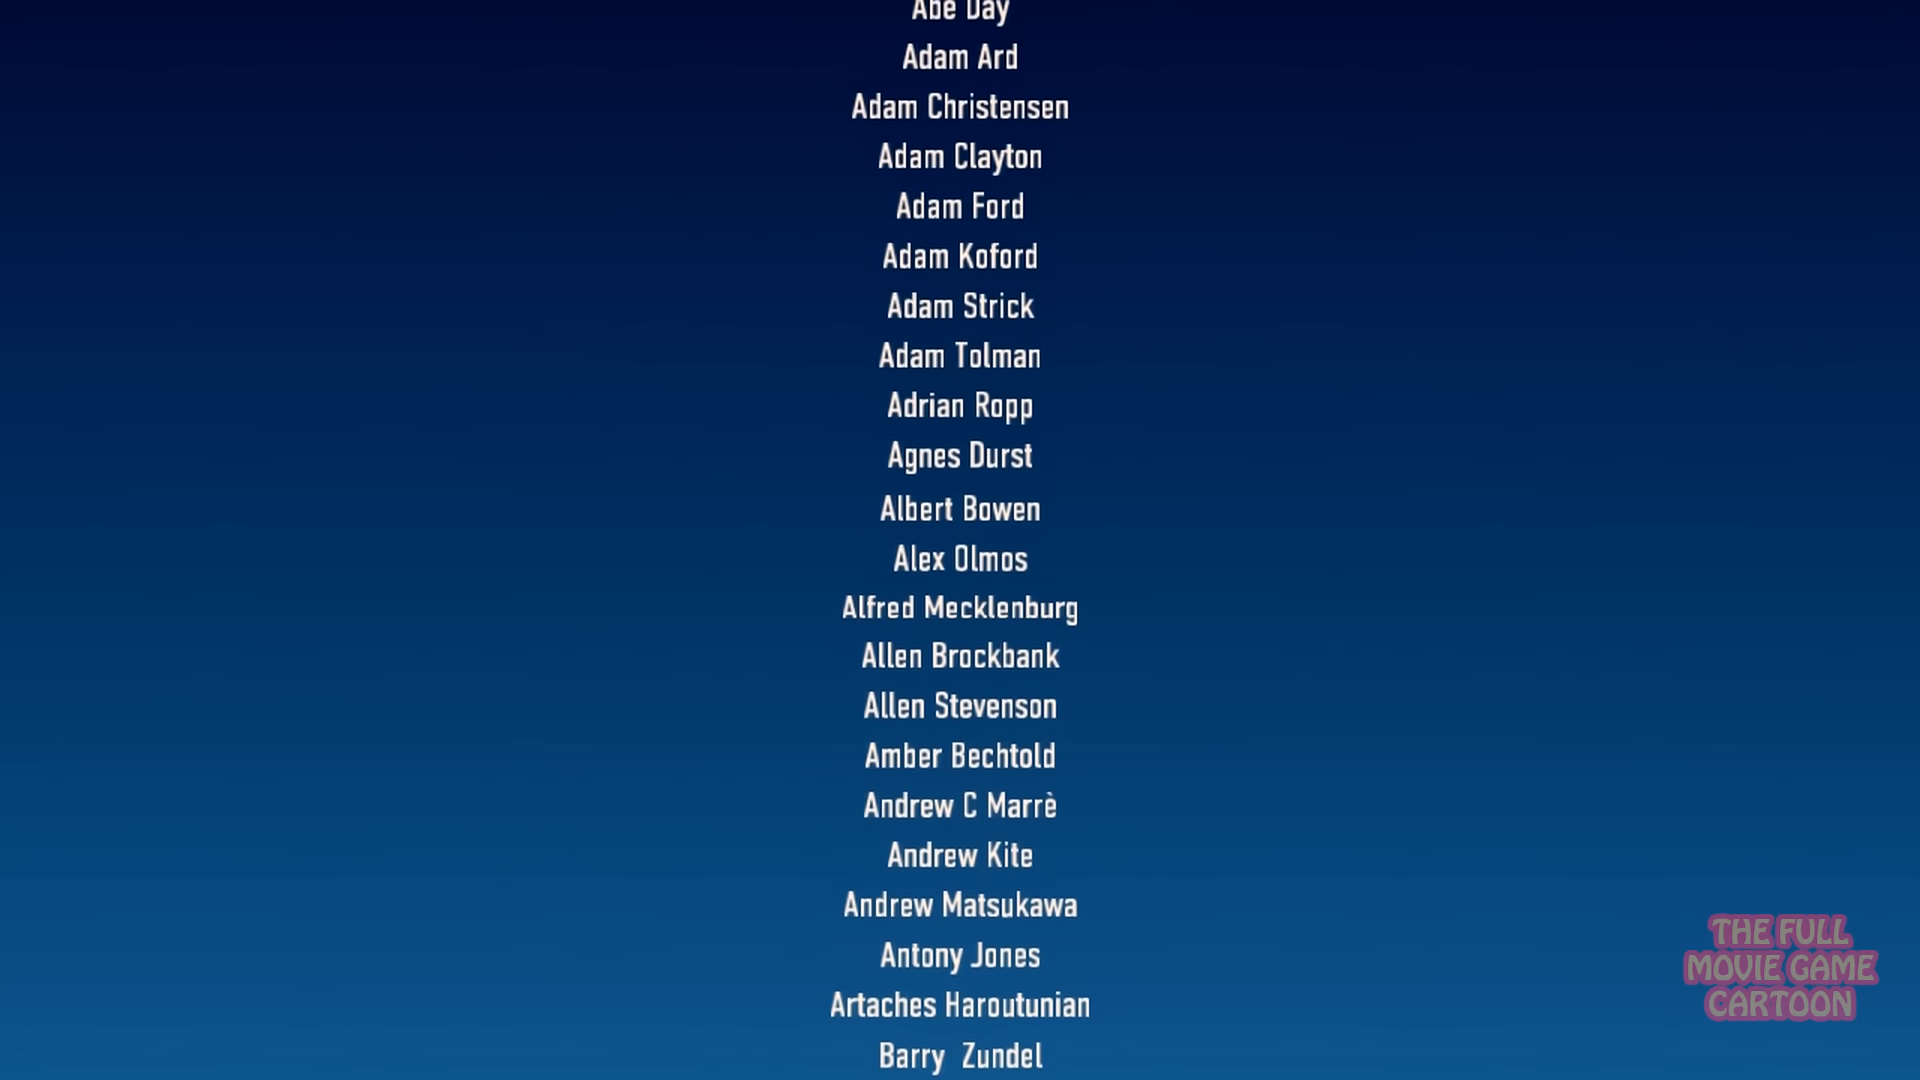 Abe Day
Adam Ard
Adam Christensen
Adam Clayton
Adam Ford
Adam Koford
Adam Strick
Adam Tolman
Adrian Ropp
Agnes Durst
Albert Bowen
Alex Olmos
Alfred Mecklenburg
Allen Brockbank
Allen Stevenson
Amber Bechtold
Andrew C Marrè
Andrew Kite
Andrew Matsukawa
Antony Jones
Artaches Haroutunian
Barry Zundel
THE FULL
MOVIE GAME
CARTOON